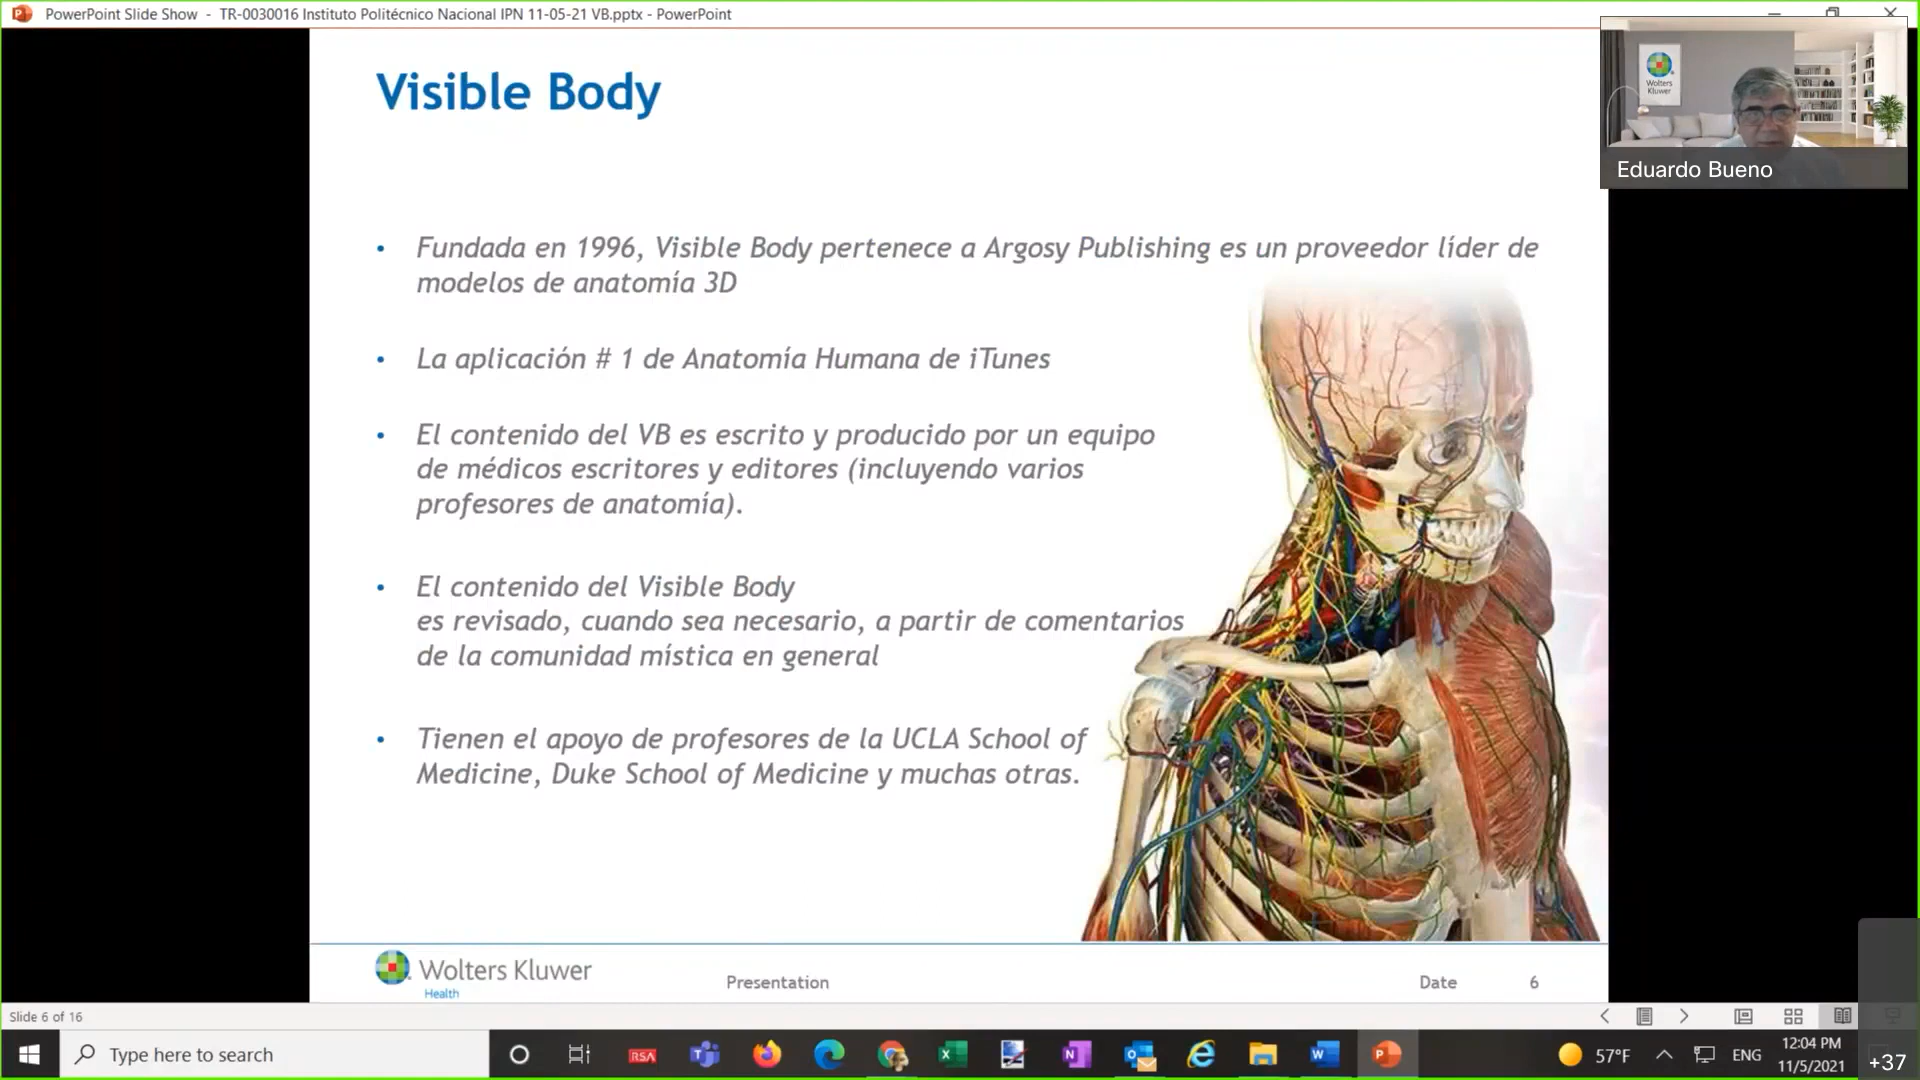 PowerPoint Slide Show - TR-0030016 Instituto Politécnico Nacional IPN 11-05-21 VB.pptx - PowerPoint
Visible Body
Wolters
Kluwer
Eduardo Bueno
• Fundada en 1996, Visible Body pertenece a Argosy Publishing es un proveedor líder de
modelos de anatomía 3D
• La aplicación # 1 de Anatomía Humana de iTunes
• El contenido del VB es escrito y producido por un equipo
de médicos escritores y editores (incluyendo varios
profesores de anatomía).
• El contenido del Visible Body
es revisado, cuando sea necesario, a partir de comentarios
de la comunidad mística en general
• Tienen el apoyo de profesores de la UCLA School of
Medicine, Duke School of Medicine y muchas otras.
Wolters Kluwer
Health
Presentation
Date
6
Slide 6 of 16
Type here to search
RSA
57°F
ENG
12:04 PM
11/5/2021
+37